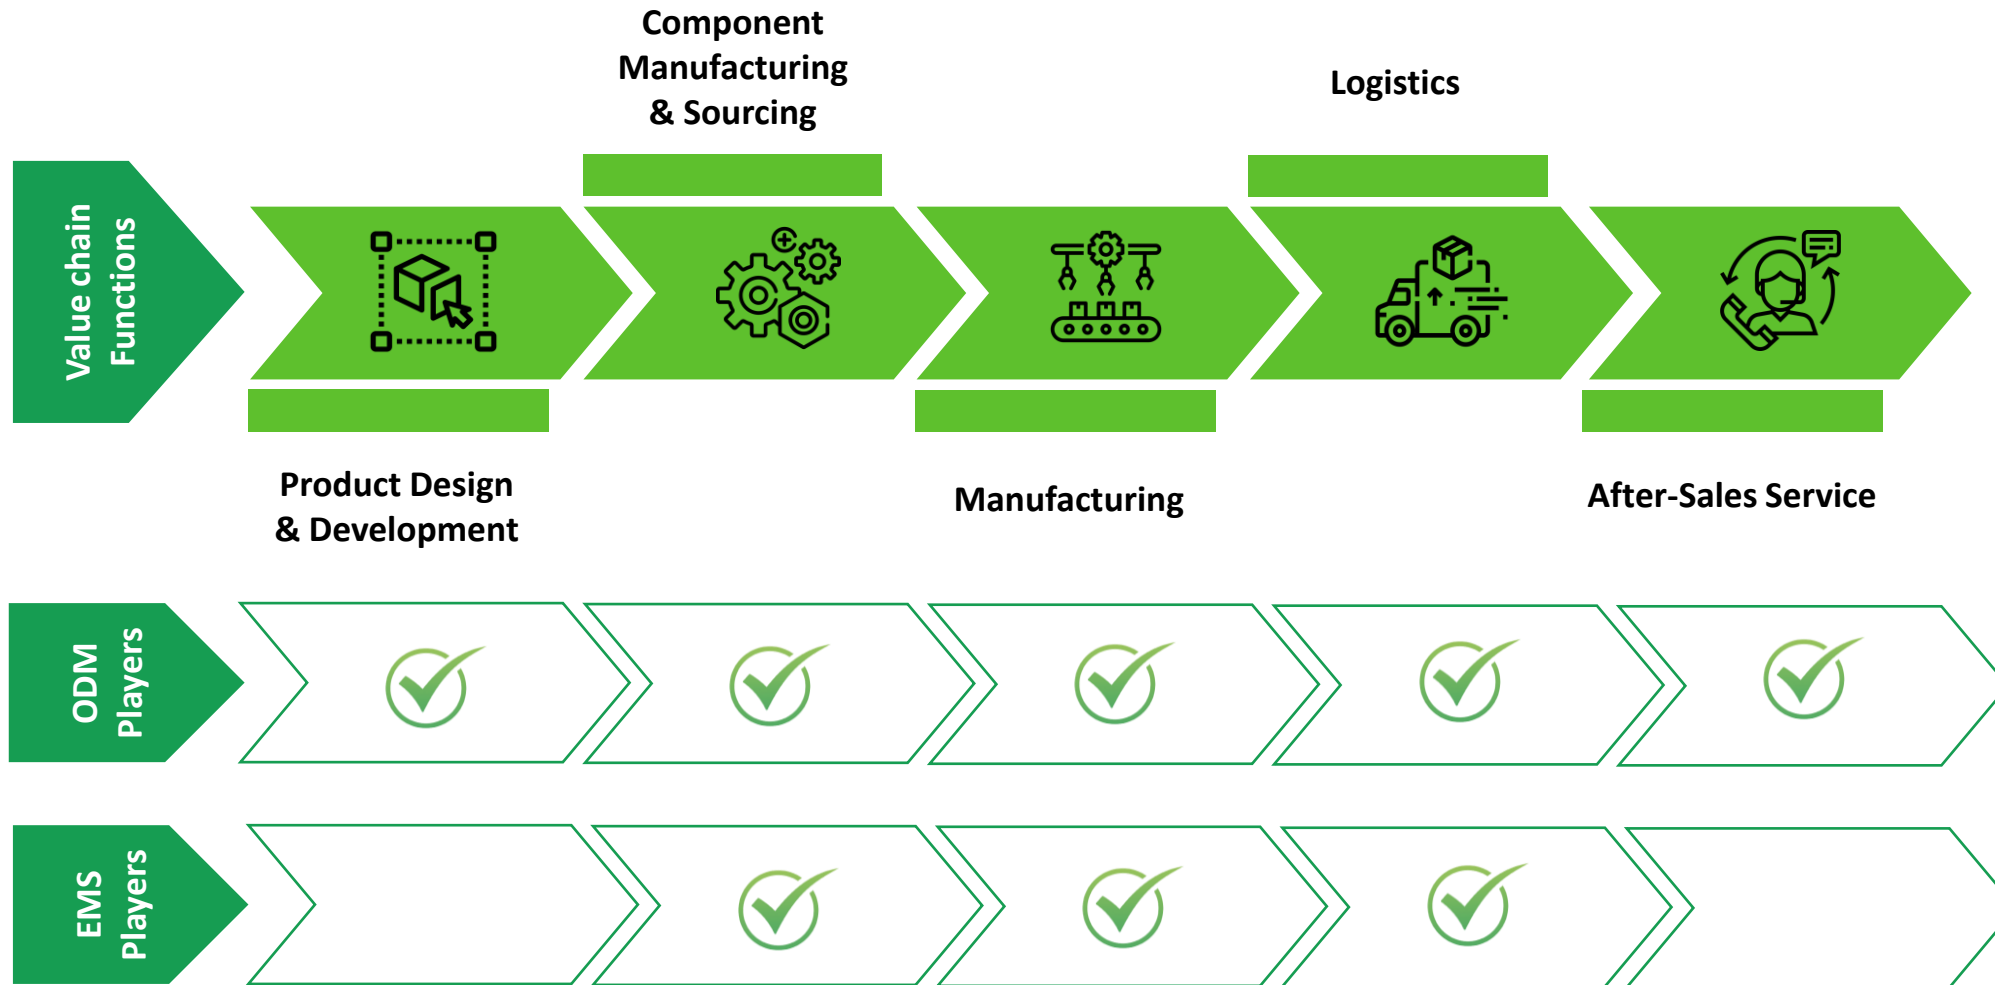 Component
Manufacturing
& Sourcing
Logistics
Value chain
Functions
Product Design
& Development
Manufacturing
After-Sales Service
ODM
Players
EMS
Players